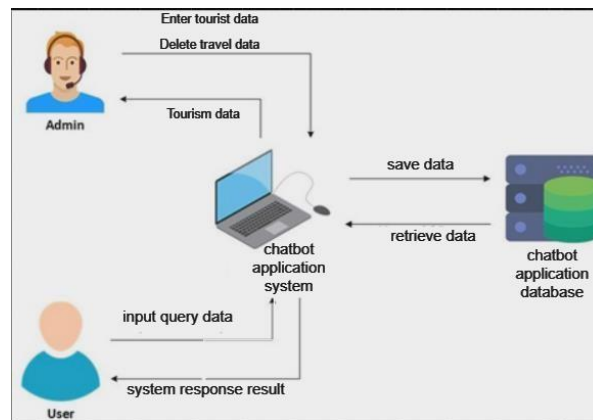 Enter tourist data
Delete travel data
Admin
Tourism data
save data
retrieve data
chatbot
application
system
chatbot
application
database
input query data
system response result
User